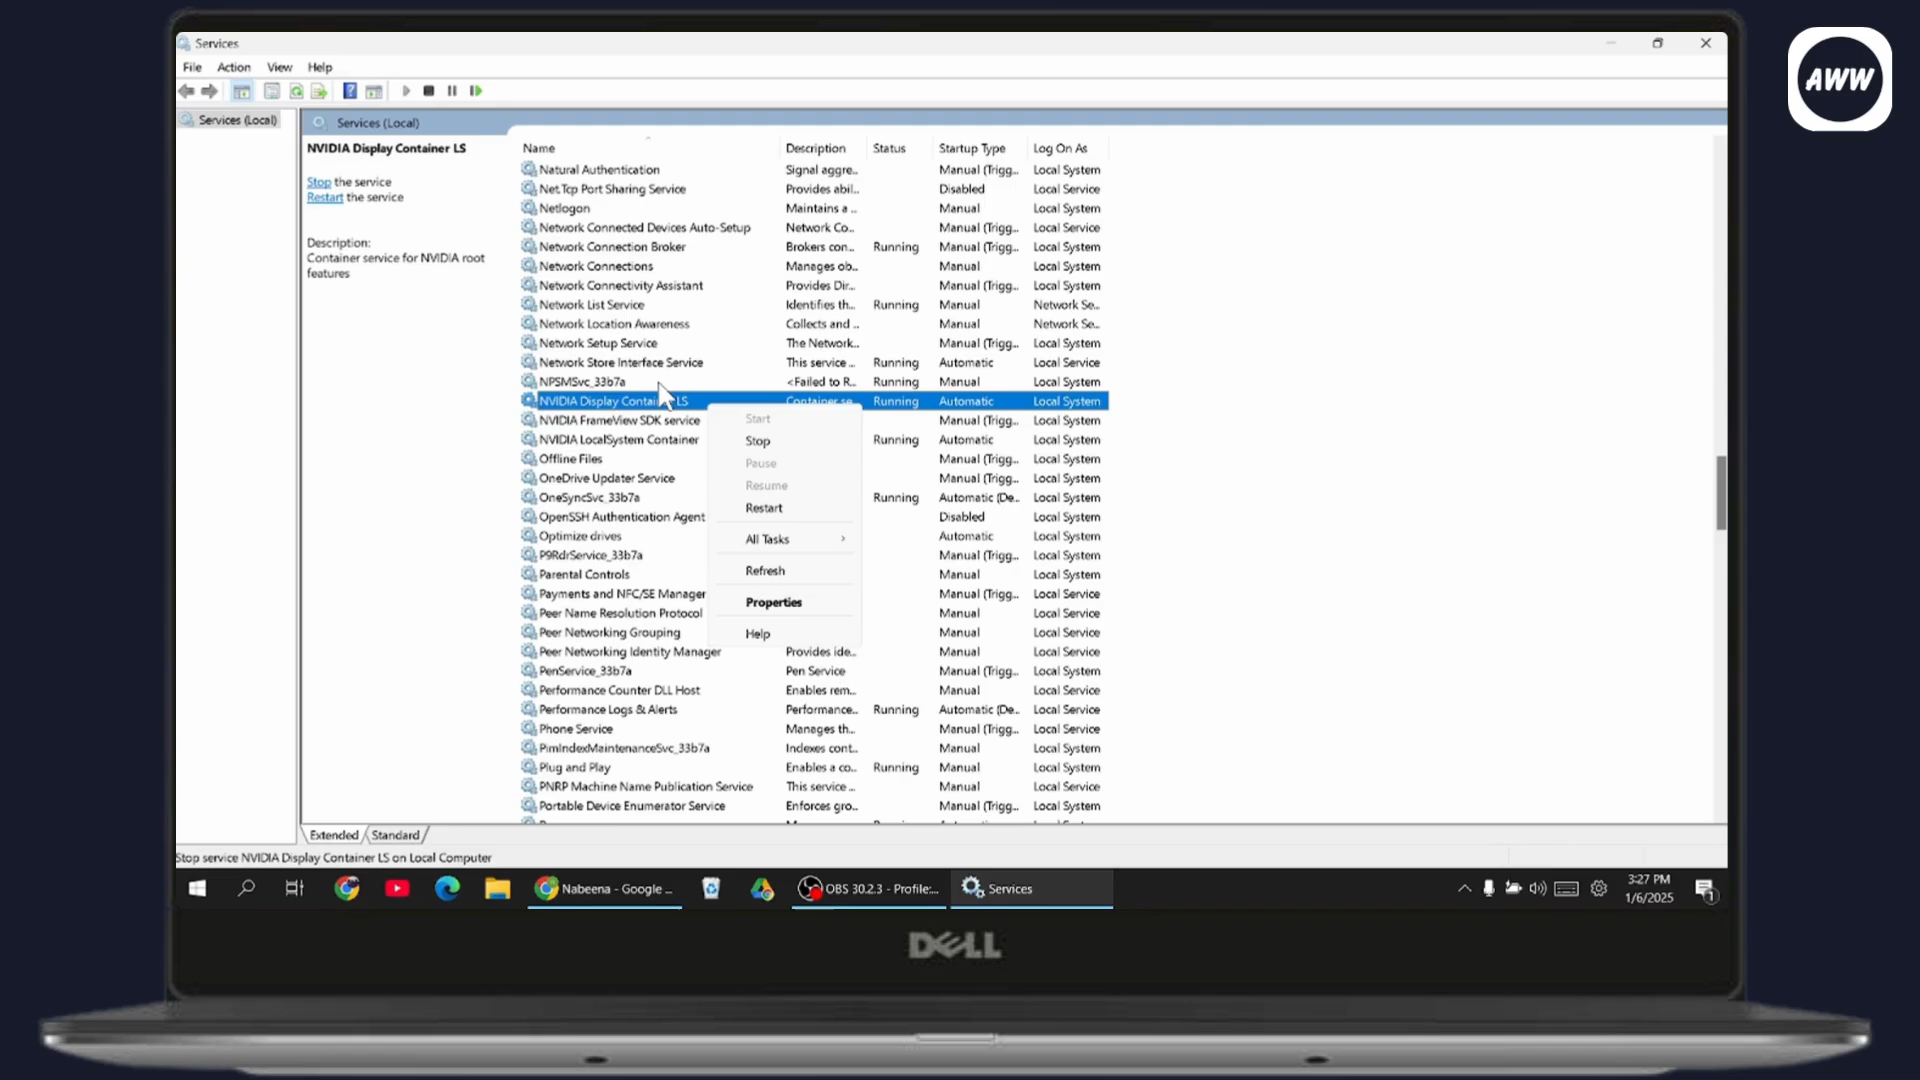 AWW
Services
File Action View Help
Services (Local)
Services (Local)
NVIDIA Display Container LS
Stop the service
Restart the service
Description:
Container service for NVIDIA root
features
Name Description Status Startup Type Log On As
Natural Authentication Signal aggre... Manual (Trigg... Local System
Net.Tcp Port Sharing Service Provides abil... Disabled Local Service
Netlogon Maintains a ... Manual Local System
Network Connected Devices Auto-Setup Network Co... Manual (Trigg... Local Service
Network Connection Broker Brokers con... Running Manual (Trigg... Local System
Network Connections Manages ob... Manual Local System
Network Connectivity Assistant Provides Dir... Manual (Trigg... Local System
Network List Service Identifies th... Running Manual Network Se...
Network Location Awareness Collects and ... Manual Network Se...
Network Setup Service The Network... Manual (Trigg... Local System
Network Store Interface Service This service ... Running Automatic Local Service
NPSMSvc_33b7a <Failed to R... Running Manual Local System
NVIDIA Display Contai LS Container se... Running Automatic Local System
NVIDIA FrameView SDK service Manual (Trigg... Local System
NVIDIA LocalSystem Container Running Automatic Local System
Offline Files Manual (Trigg... Local System
OneDrive Updater Service Manual (Trigg... Local System
OneSyncSvc_33b7a Running Automatic (De... Local System
OpenSSH Authentication Agent Disabled Local System
Optimize drives Automatic Local System
P9RdrService_33b7a Manual (Trigg... Local System
Parental Controls Manual Local System
Payments and NFC/SE Manager Manual (Trigg... Local Service
Peer Name Resolution Protocol Manual Local Service
Peer Networking Grouping Manual Local Service
Peer Networking Identity Manager Provides ide... Manual Local Service
PenService_33b7a Pen Service Manual (Trigg... Local System
Performance Counter DLL Host Enables rem... Manual Local Service
Performance Logs & Alerts Performance... Running Automatic (De... Local Service
Phone Service Manages th... Manual (Trigg... Local Service
PimIndexMaintenanceSvc_33b7a Indexes cont... Manual Local System
Plug and Play Enables a co... Running Manual Local System
PNRP Machine Name Publication Service This service ... Manual Local Service
Portable Device Enumerator Service Enforces gro... Manual (Trigg... Local System
Start
Stop
Pause
Resume
Restart
All Tasks
Refresh
Properties
Help
Extended Standard
Stop service NVIDIA Display Container LS on Local Computer
Nabeena - Google ... OBS 30.2.3 - Profile:... Services
3:27 PM
1/6/2025
1
DELL